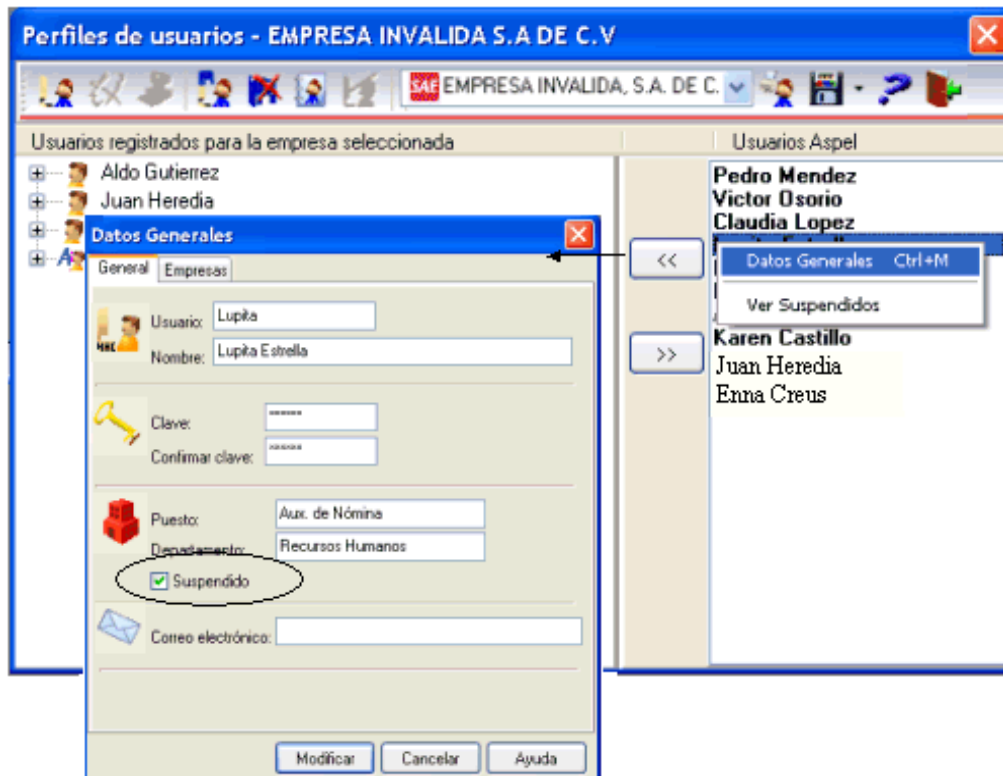 Perfiles de usuarios - EMPRESA INVALIDA S.A DE C.V
SAE EMPRESA INVALIDA, S.A. DE C.
Usuarios registrados para la empresa seleccionada
Usuarios Aspel
Aldo Gutierrez
Juan Heredia
Pedro Mendez
Victor Osorio
Claudia Lopez
<<
Datos Generales Ctrl+M
Ver Suspendidos
>>
Karen Castillo
Juan Heredia
Enna Creus
Datos Generales
General Empresas
Usuario: Lupita
Nombre: Lupita Estrella
Clave: ******
Confirmar clave: ******
Puesto: Aux. de Nómina
Departamento: Recursos Humanos
Suspendido
Correo electrónico:
Modificar Cancelar Ayuda